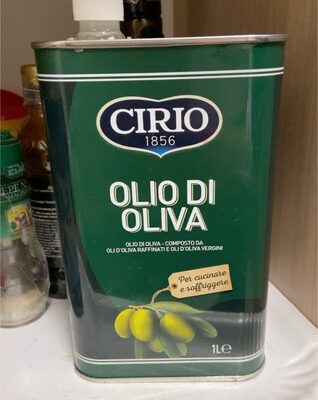 CIRIO
1856
OLIO DI
OLIVA
OLIO DI OLIVA - COMPOSTO DA
OLI D'OLIVA RAFFINATI E OLI D'OLIVA VERGINI
Per cucinare
e soffriggere
1L℮